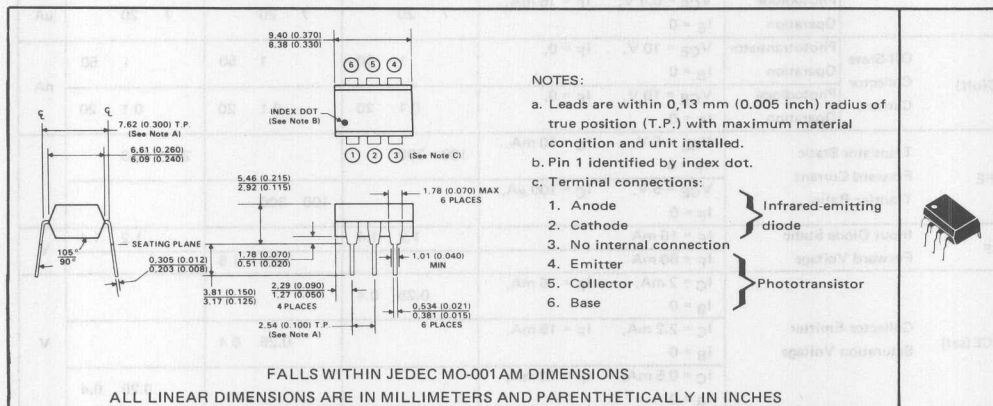 9.40 (0.370)
8.38 (0.330)
6 5 4
INDEX DOT
(See Note B)
1 2 3 (See Note C)
℄ ℄
7.62 (0.300) T.P.
(See Note A)
6,61 (0.260)
6,09 (0.240)
5.46 (0.215)
2.92 (0.115)
1.78 (0.070) MAX
6 PLACES
105°
90°
SEATING PLANE
0.305 (0.012)
0.203 (0.008)
1.78 (0.070)
0.51 (0.020)
1.01 (0.040)
MIN
3.81 (0.150)
3.17 (0.125)
2.29 (0.090)
1.27 (0.050)
4 PLACES
0.534 (0.021)
0.381 (0.015)
6 PLACES
2.54 (0.100) T.P.
(See Note A)
NOTES:
a. Leads are within 0,13 mm (0.005 inch) radius of
true position (T.P.) with maximum material
condition and unit installed.
b. Pin 1 identified by index dot.
c. Terminal connections:
1. Anode
2. Cathode
Infrared-emitting
diode
3. No internal connection
4. Emitter
5. Collector
6. Base
Phototransistor
FALLS WITHIN JEDEC MO-001AM DIMENSIONS
ALL LINEAR DIMENSIONS ARE IN MILLIMETERS AND PARENTHETICALLY IN INCHES